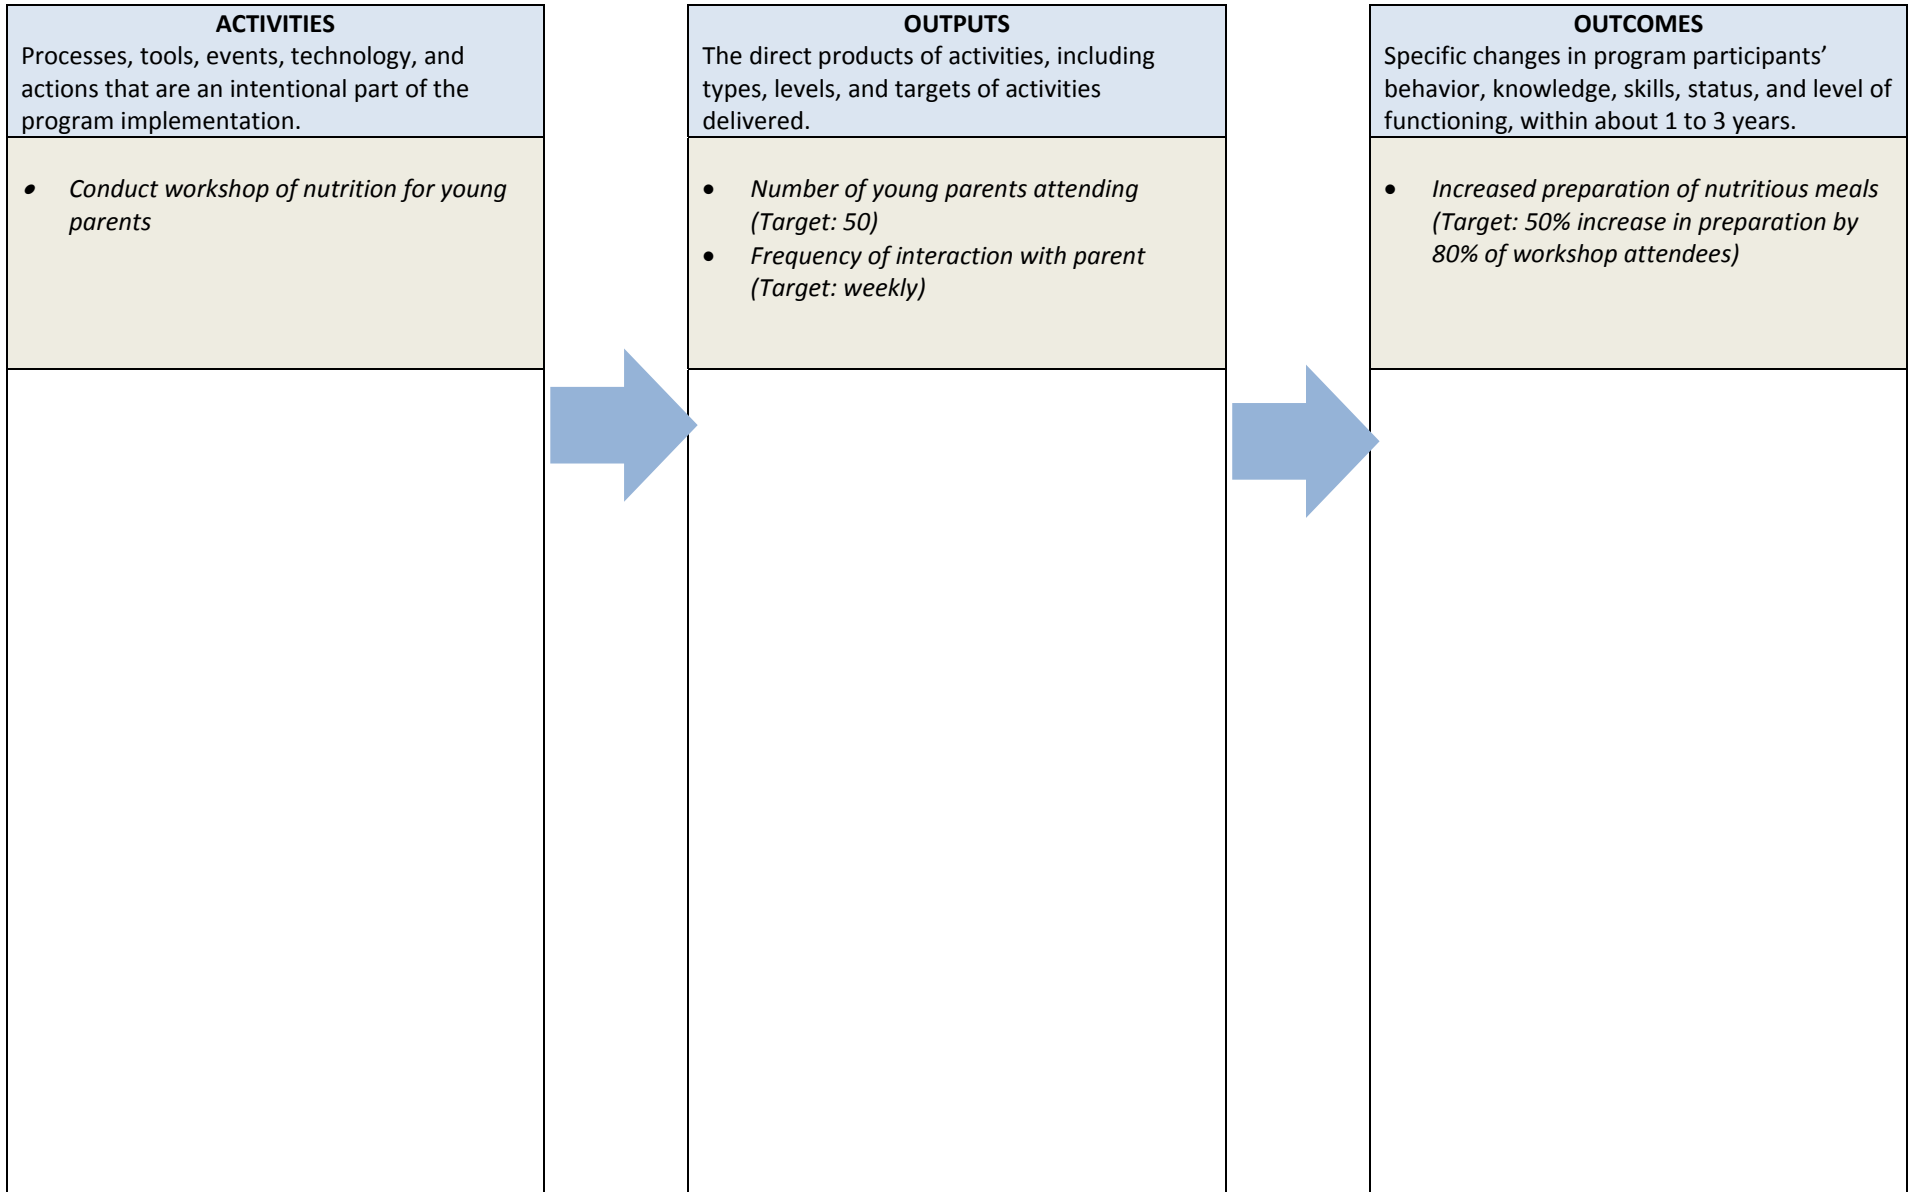 ACTIVITIES
Processes, tools, events, technology, and
actions that are an intentional part of the
program implementation.
• Conduct workshop of nutrition for young
parents
OUTPUTS
The direct products of activities, including
types, levels, and targets of activities
delivered.
• Number of young parents attending
(Target: 50)
• Frequency of interaction with parent
(Target: weekly)
OUTCOMES
Specific changes in program participants’
behavior, knowledge, skills, status, and level of
functioning, within about 1 to 3 years.
• Increased preparation of nutritious meals
(Target: 50% increase in preparation by
80% of workshop attendees)